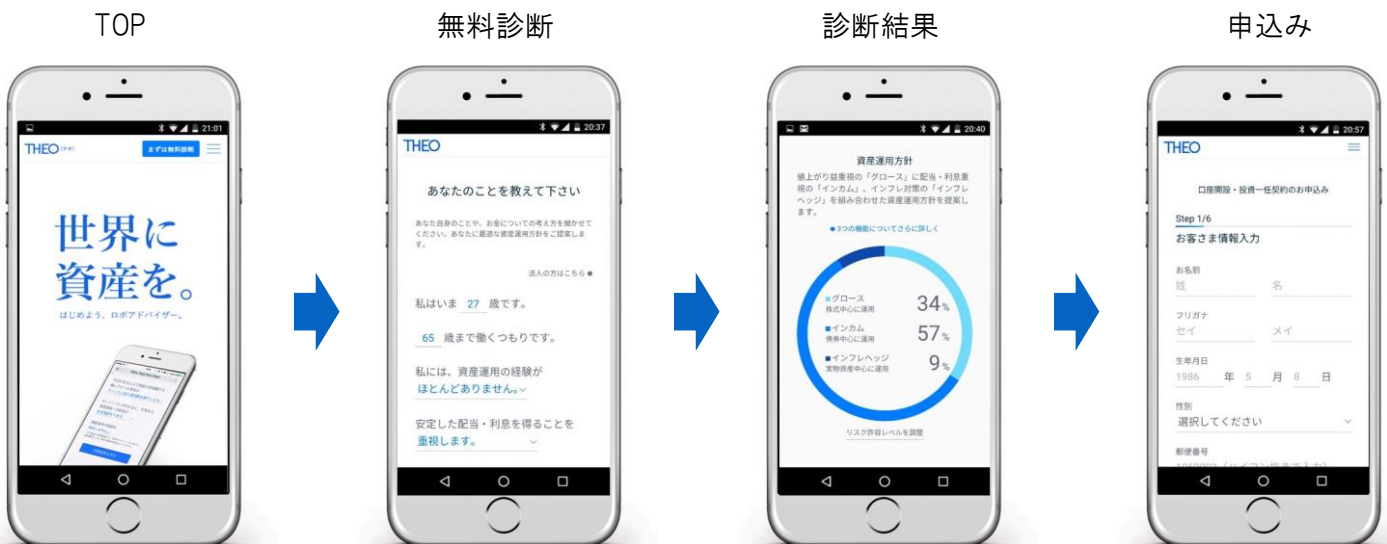 TOP
無料診断
診断結果
申込み
21:01
THEO [テオ]
まずは無料診断
世界に
資産を。
はじめよう、ロボアドバイザー。
20:37
THEO
あなたのことを教えて下さい
あなた自身のことや、お金についての考え方を聞かせて
ください。あなたに最適な資産運用方針をご提案しま
す。
法人の方はこちら
私はいま 27 歳です。
65 歳まで働くつもりです。
私には、資産運用の経験が
ほとんどありません。
安定した配当・利息を得ることを
重視します。
20:40
資産運用方針
値上がり益重視の「グロース」に配当・利息重
視の「インカム」、インフレ対策の「インフレ
ヘッジ」を組み合わせた資産運用方針を提案し
ます。
3つの機能についてさらに詳しく
グロース 34%
株式中心に運用
インカム 57%
債券中心に運用
インフレヘッジ 9%
実物資産中心に運用
リスク許容レベルを調整
20:57
THEO
口座開設・投資一任契約のお申込み
Step 1/6
お客さま情報入力
お名前
姓 名
フリガナ
セイ メイ
生年月日
1986 年 5 月 8 日
性別
選択してください
郵便番号